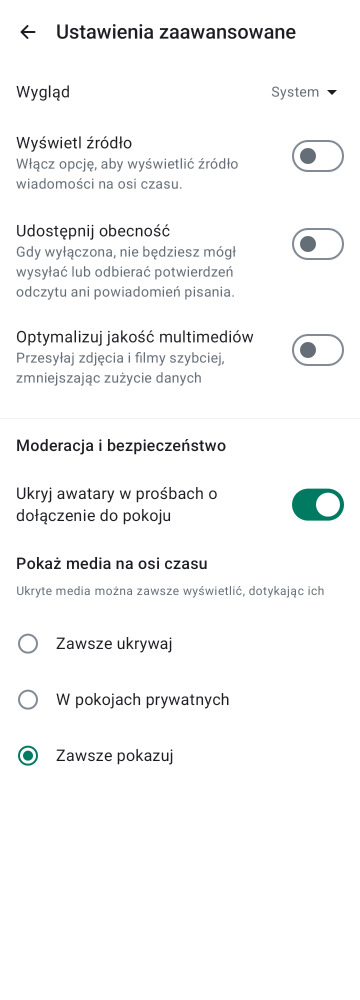 Ustawienia zaawansowane
Wygląd
System
Wyświetl źródło
Włącz opcję, aby wyświetlić źródło
wiadomości na osi czasu.
Udostępnij obecność
Gdy wyłączona, nie będziesz mógł
wysyłać lub odbierać potwierdzeń
odczytu ani powiadomień pisania.
Optymalizuj jakość multimediów
Przesyłaj zdjęcia i filmy szybciej,
zmniejszając zużycie danych
Moderacja i bezpieczeństwo
Ukryj awatary w prośbach o
dołączenie do pokoju
Pokaż media na osi czasu
Ukryte media można zawsze wyświetlić, dotykając ich
Zawsze ukrywaj
W pokojach prywatnych
Zawsze pokazuj